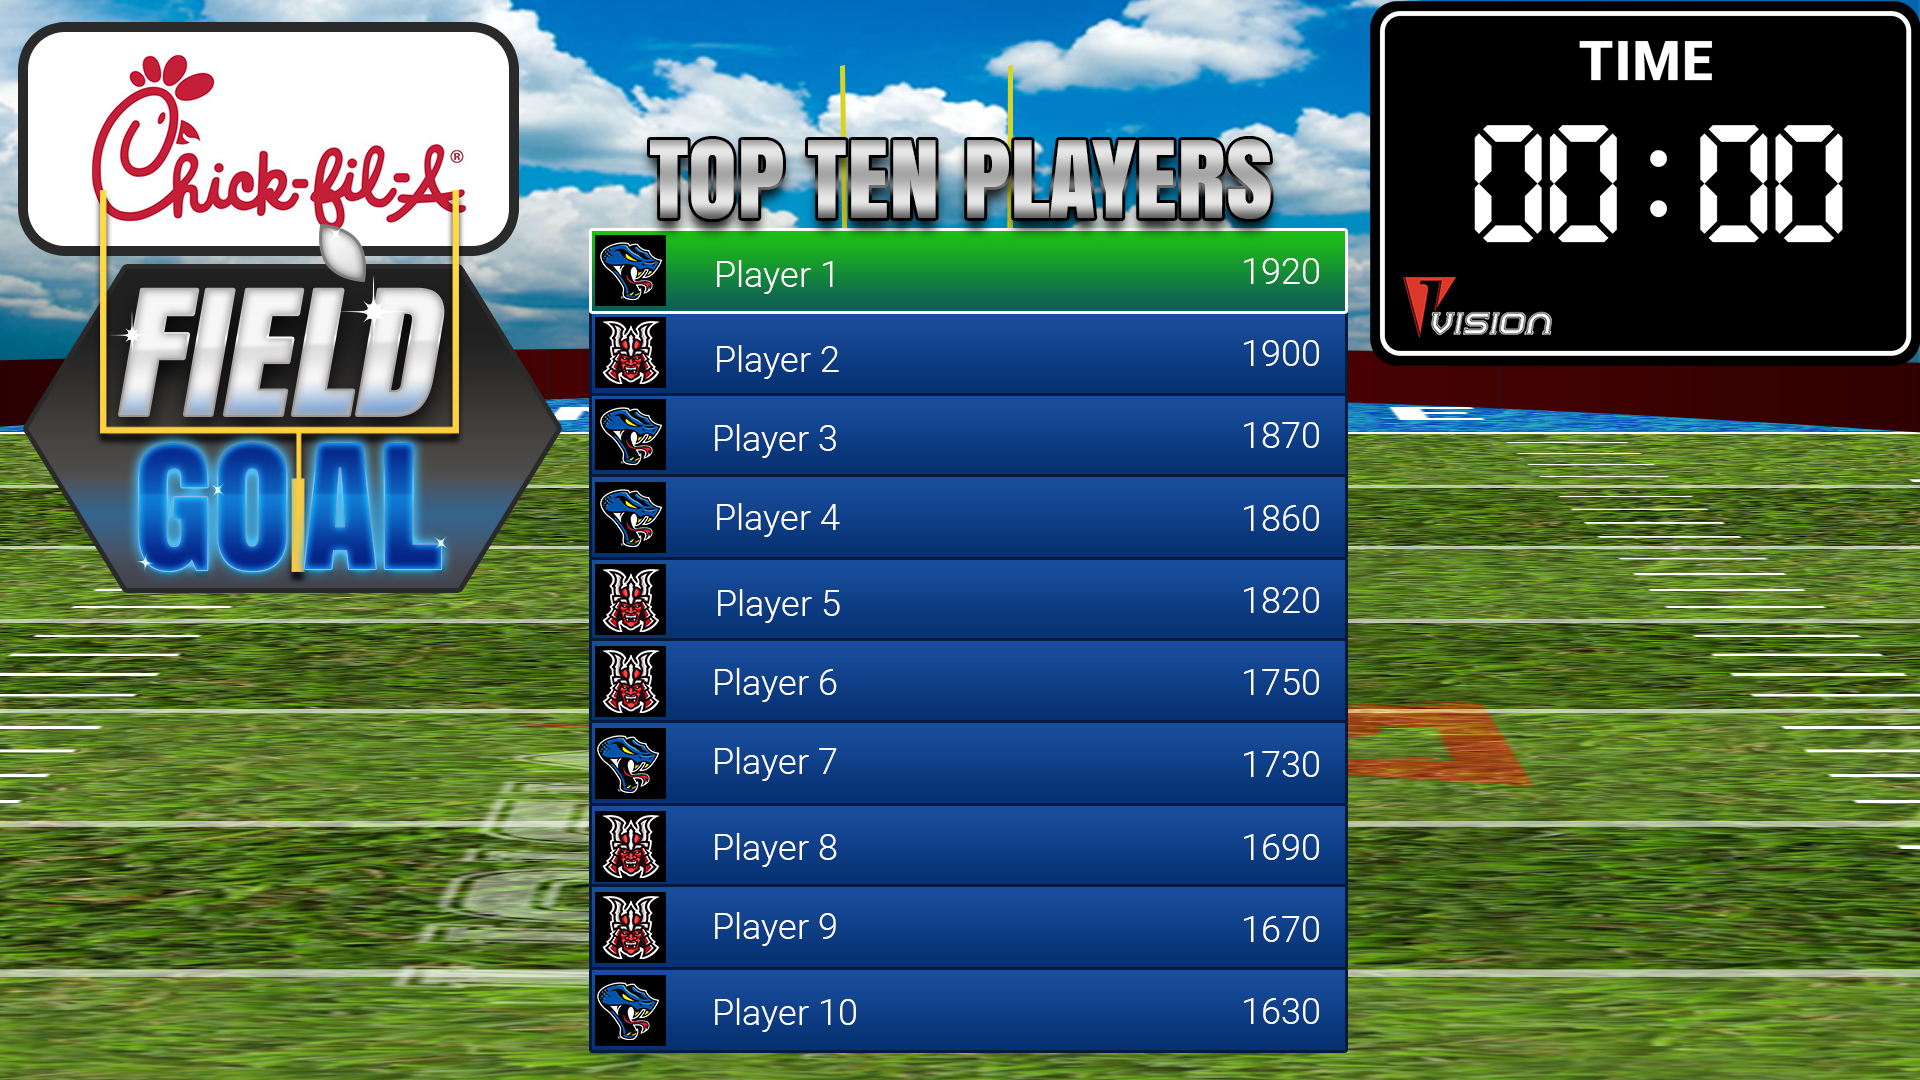 Chick-fil-A®
FIELD
GOAL
TOP TEN PLAYERS
Player 1 1920
Player 2 1900
Player 3 1870
Player 4 1860
Player 5 1820
Player 6 1750
Player 7 1730
Player 8 1690
Player 9 1670
Player 10 1630
TIME
00:00
1VISION